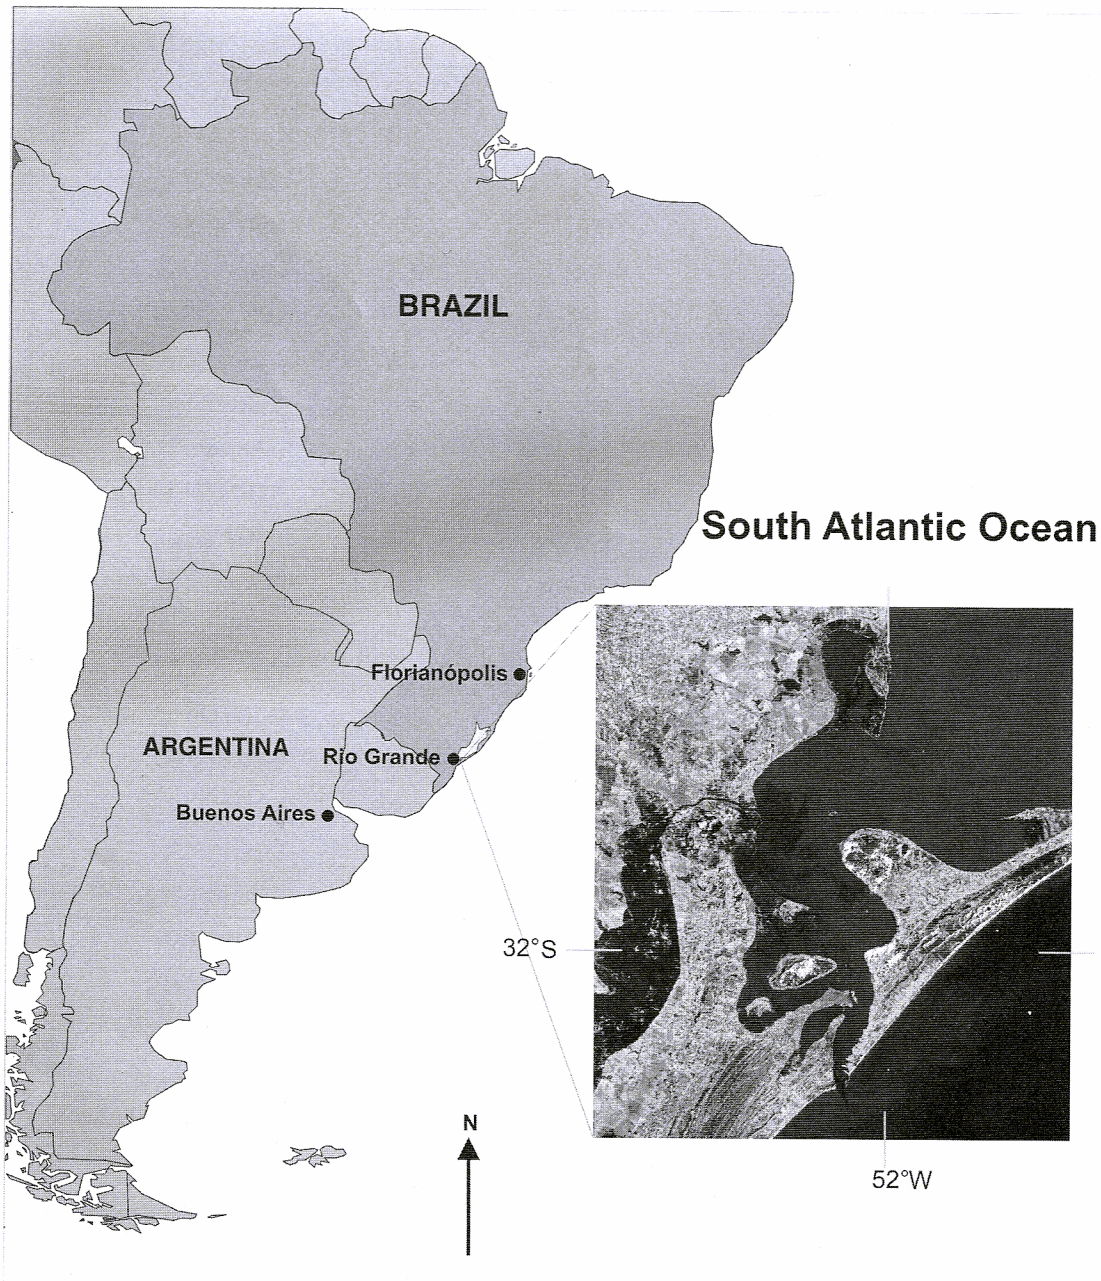 BRAZIL
South Atlantic Ocean
Florianópolis
ARGENTINA
Rio Grande
Buenos Aires
32°S
N
52°W